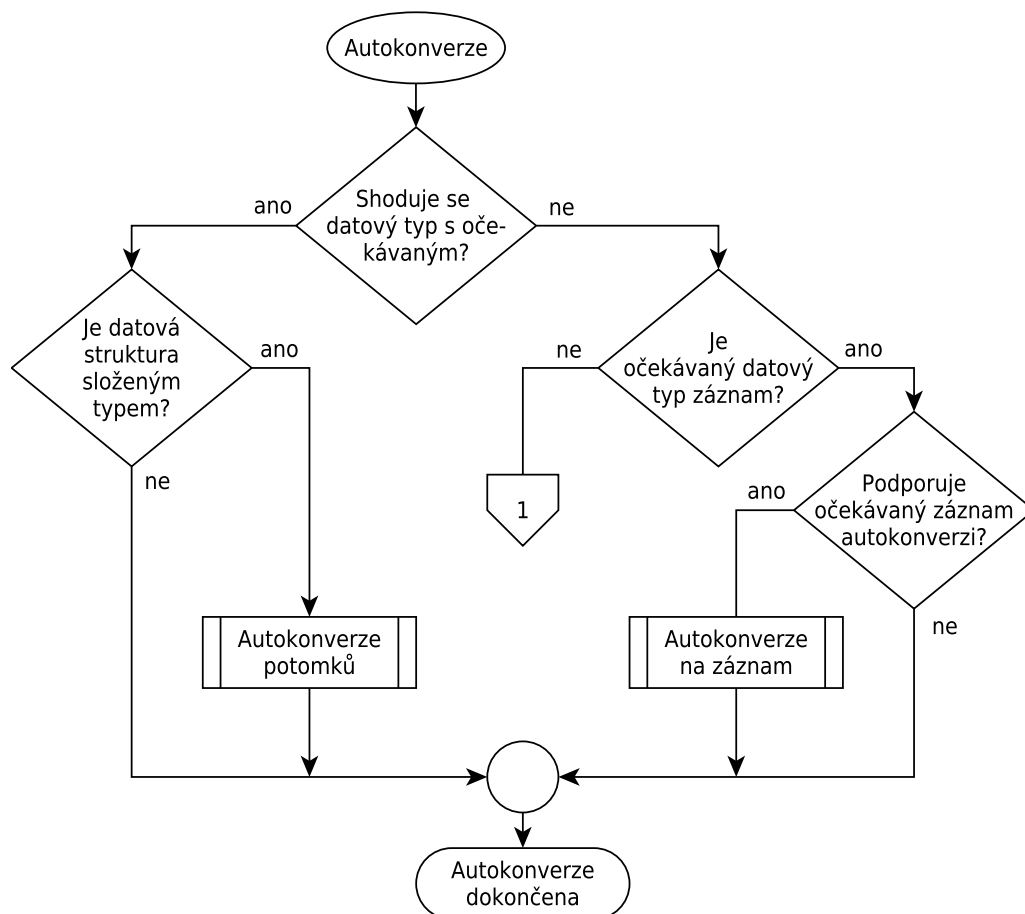 Autokonverze
Shoduje se
datový typ s oče-
kávaným?
ano
ne
Je datová
struktura
složeným
typem?
ano
ne
Je
očekávaný datový
typ záznam?
ne
ano
1
Podporuje
očekávaný záznam
autokonverzi?
ano
ne
Autokonverze
potomků
Autokonverze
na záznam
Autokonverze
dokončena